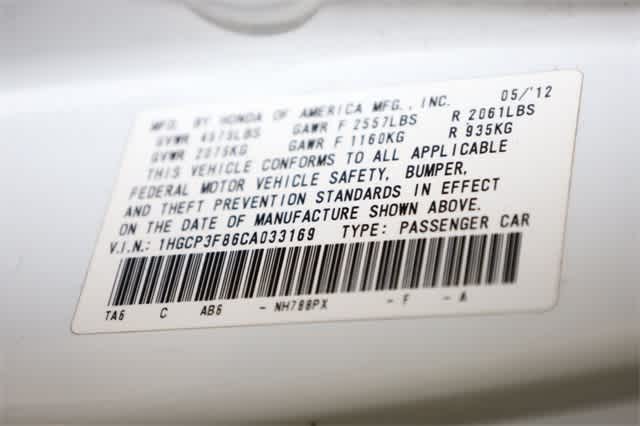 MFG. BY HONDA OF AMERICA MFG., INC. 05/'12
GVWR 4575LBS GAWR F 2557LBS R 2061LBS
GVWR 2075KG GAWR F 1160KG R 935KG
THIS VEHICLE CONFORMS TO ALL APPLICABLE
FEDERAL MOTOR VEHICLE SAFETY, BUMPER,
AND THEFT PREVENTION STANDARDS IN EFFECT
ON THE DATE OF MANUFACTURE SHOWN ABOVE.
V.I.N.: 1HGCP3F86CA033169 TYPE: PASSENGER CAR
TA6 C AB6 - NH788PX - F - A